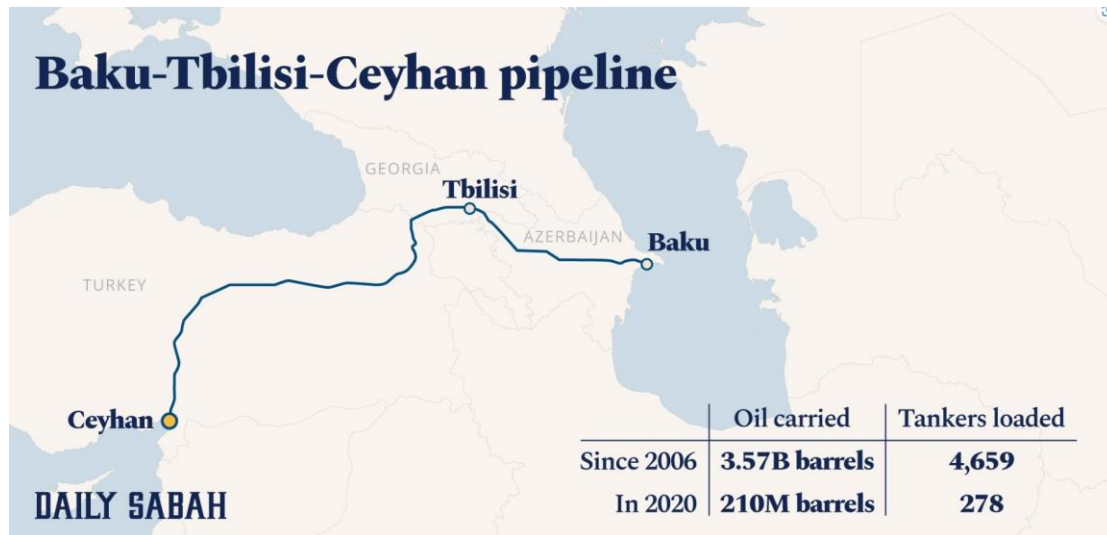 Baku-Tbilisi-Ceyhan pipeline
GEORGIA
Tbilisi
AZERBAIJAN
Baku
TURKEY
Ceyhan
Oil carried Tankers loaded
Since 2006 3.57B barrels 4,659
In 2020 210M barrels 278
DAILY SABAH